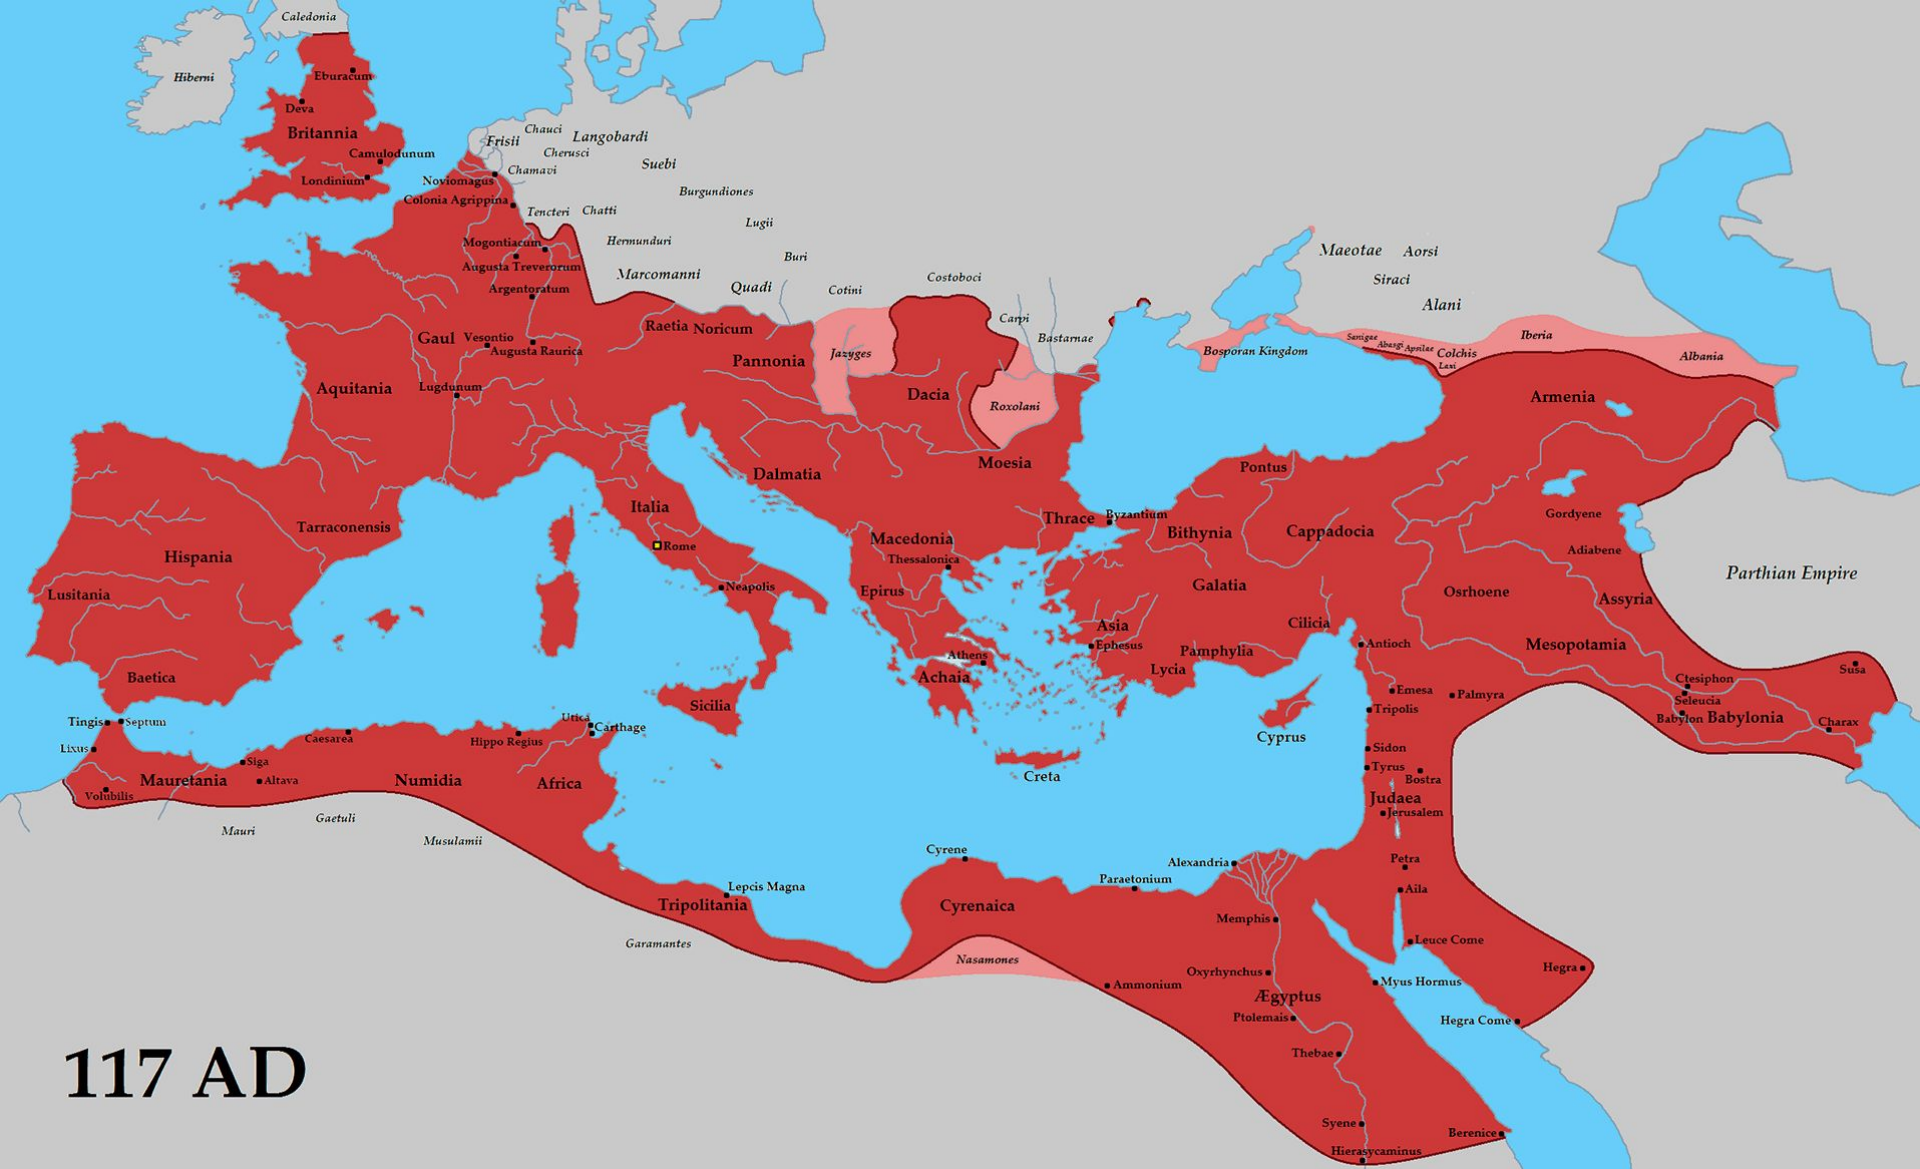 Caledonia
Hiberni
Eburacum
Deva
Britannia
Camulodunum
Londinium
Frisii
Chauci
Langobardi
Cherusci
Suebi
Chamavi
Noviomagus
Colonia Agrippina
Burgundiones
Tencteri
Chatti
Lugii
Mogontiacum
Hermunduri
Buri
Augusta Treverorum
Marcomanni
Quadi
Cotini
Costoboci
Argentoratum
Maeotae
Aorsi
Siraci
Alani
Carpi
Bastarnae
Gaul
Vesontio
Augusta Raurica
Raetia
Noricum
Pannonia
Jazyges
Bosporan Kingdom
Sanigae
Abasgi
Apsilae
Colchis
Lazi
Iberia
Albania
Aquitania
Lugdunum
Dacia
Roxolani
Armenia
Dalmatia
Moesia
Pontus
Italia
Tarraconensis
Hispania
Rome
Thrace
Byzantium
Bithynia
Cappadocia
Gordyene
Adiabene
Macedonia
Thessalonica
Parthian Empire
Lusitania
Neapolis
Epirus
Galatia
Osrhoene
Assyria
Asia
Ephesus
Cilicia
Antioch
Mesopotamia
Athens
Achaia
Pamphylia
Lycia
Baetica
Sicilia
Emesa
Palmyra
Tripolis
Ctesiphon
Seleucia
Babylon
Babylonia
Susa
Charax
Tingis
Septum
Lixus
Caesarea
Hippo Regius
Utica
Carthage
Cyprus
Sidon
Tyrus
Bostra
Siga
Altava
Mauretania
Volubilis
Numidia
Africa
Creta
Judaea
Jerusalem
Mauri
Gaetuli
Musulamii
Cyrene
Alexandria
Paraetonium
Petra
Aila
Lepcis Magna
Tripolitania
Cyrenaica
Memphis
Garamantes
Nasamones
Ammonium
Leuce Come
Hegra
Oxyrhynchus
Myus Hormus
Ægyptus
Ptolemais
Hegra Come
Thebae
117 AD
Syene
Berenice
Hierasycaminus